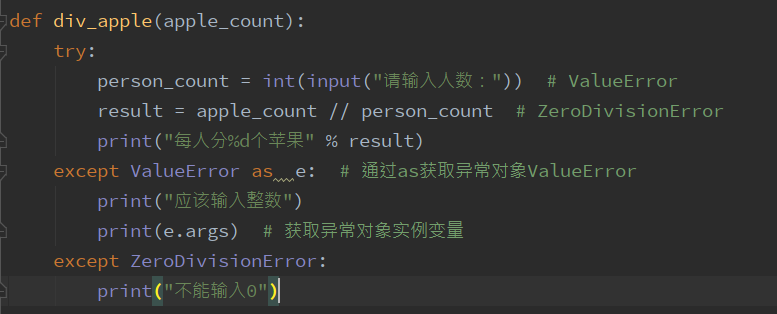 def div_apple(apple_count):
    try:
        person_count = int(input("请输入人数："))  # ValueError
        result = apple_count // person_count  # ZeroDivisionError
        print("每人分%d个苹果" % result)
    except ValueError as  e:  # 通过as获取异常对象ValueError
        print("应该输入整数")
        print(e.args)  # 获取异常对象实例变量
    except ZeroDivisionError:
        print("不能输入0")